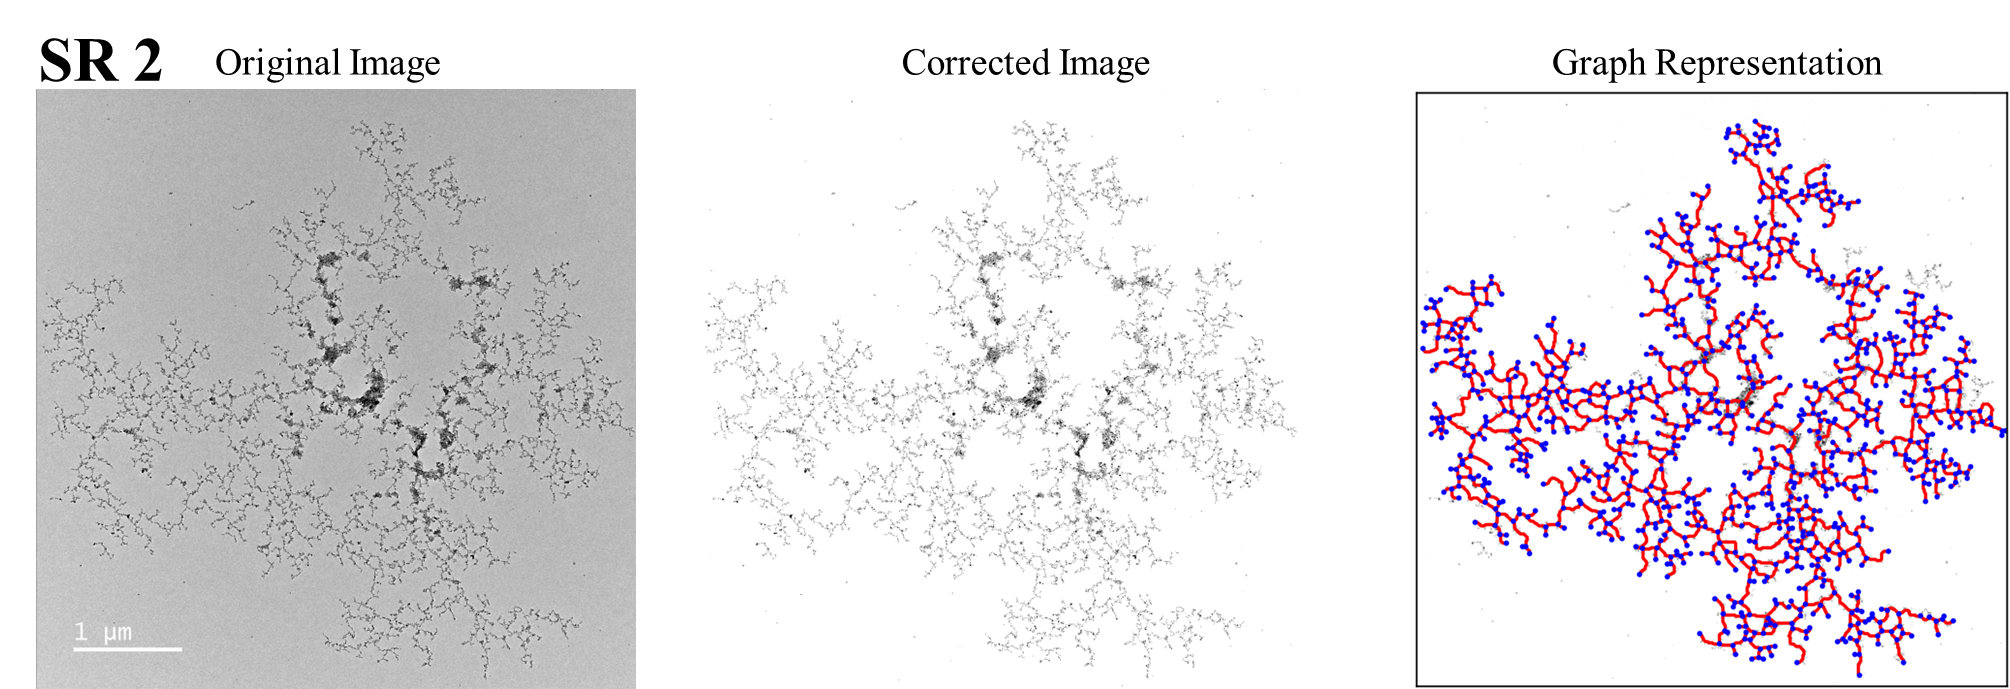 SR 2
Original Image
Corrected Image
Graph Representation
1 μm